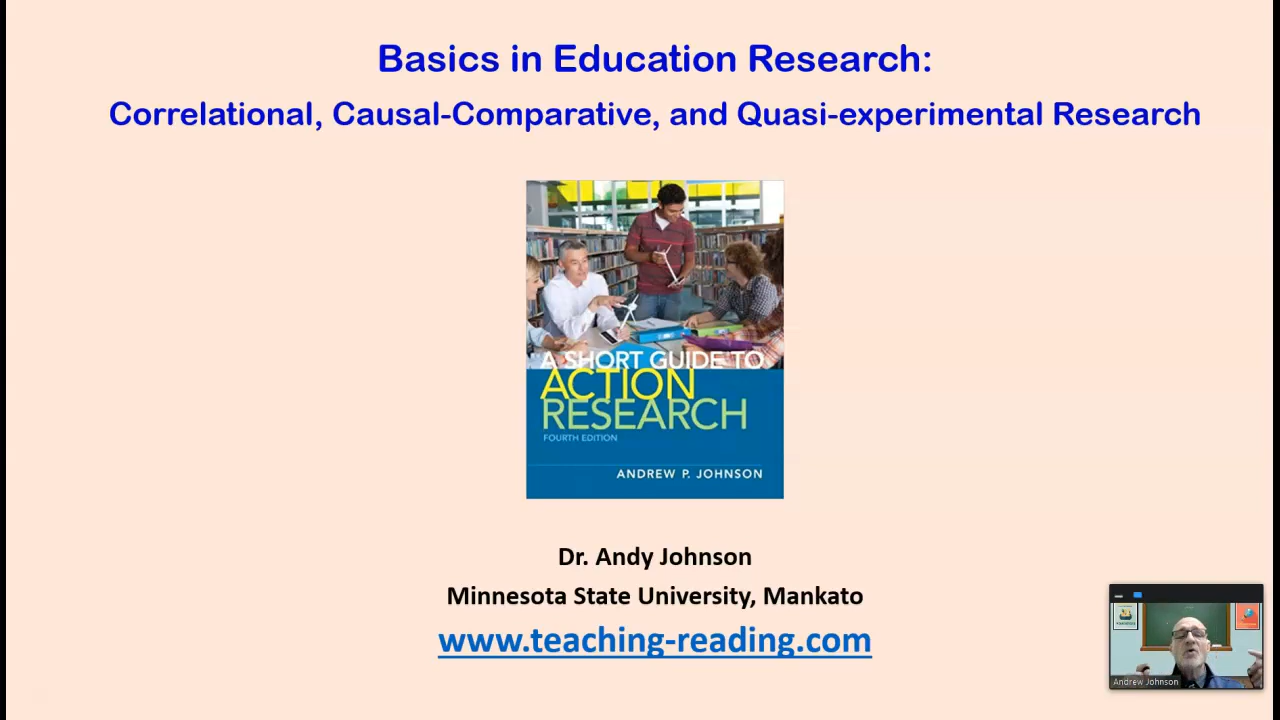 Basics in Education Research:
Correlational, Causal-Comparative, and Quasi-experimental Research
A SHORT GUIDE TO
ACTION
RESEARCH
FOURTH EDITION
ANDREW P. JOHNSON
Dr. Andy Johnson
Minnesota State University, Mankato
www.teaching-reading.com
Andrew Johnson